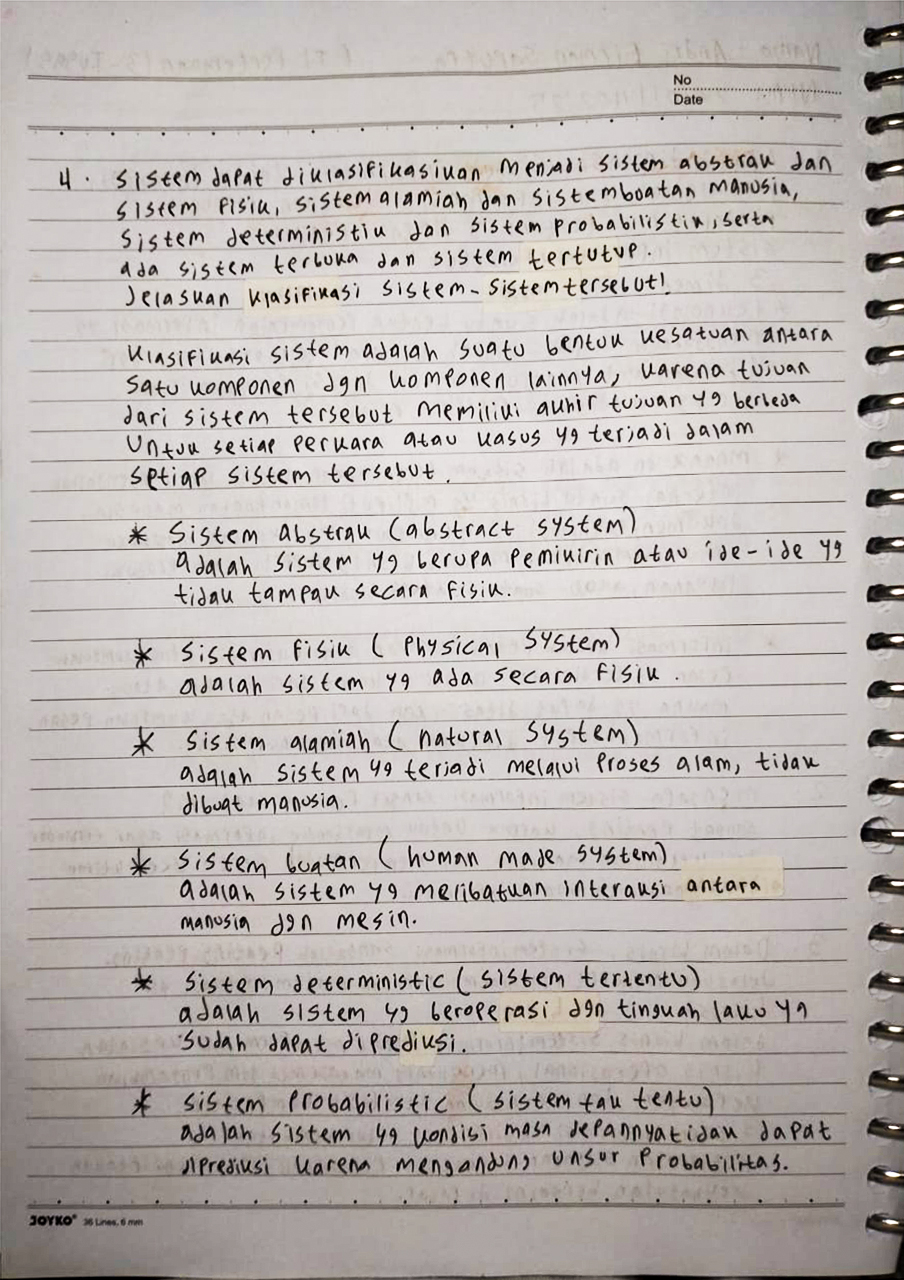 No
Date
4. Sistem dapat diklasifikasikan menjadi sistem abstrak dan
sistem fisik, sistem alamiah dan sistem buatan manusia,
sistem deterministik dan sistem probabilistik, serta
ada sistem terbuka dan sistem tertutup.
Jelaskan klasifikasi sistem-sistem tersebut!
Klasifikasi sistem adalah suatu bentuk kesatuan antara
satu komponen dgn komponen lainnya, karena tujuan
dari sistem tersebut memiliki akhir tujuan yg berbeda
untuk setiap perkara atau kasus yg terjadi dalam
setiap sistem tersebut.
* Sistem abstrak (abstract system)
adalah sistem yg berupa pemikirin atau ide-ide yg
tidak tampak secara fisik.
* Sistem fisik (Physical System)
adalah sistem yg ada secara fisik.
* Sistem alamiah (natural System)
adalah sistem yg terjadi melalui proses alam, tidak
dibuat manusia.
* Sistem buatan (human made system)
adalah sistem yg melibatkan interaksi antara
manusia dgn mesin.
* Sistem deterministic (sistem tertentu)
adalah sistem yg beroperasi dgn tingkah laku yg
sudah dapat diprediksi.
* Sistem Probabilistic (sistem tak tentu)
adalah sistem yg kondisi masa depannya tidak dapat
diprediksi karena mengandung unsur Probabilitas.
JOYKO® 36 Lines, 6 mm